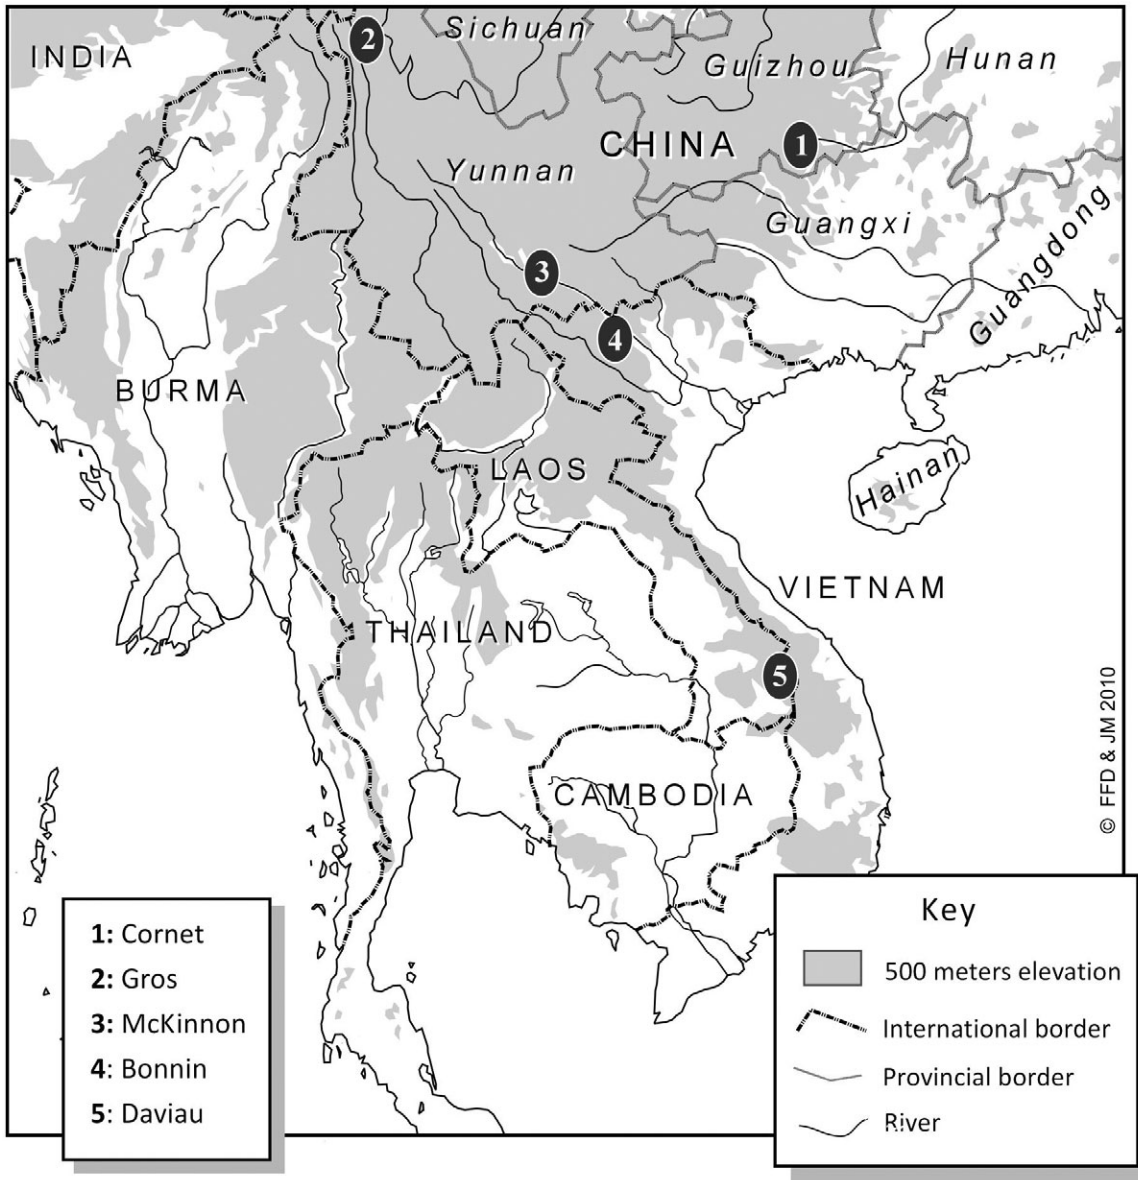 INDIA
2
Sichuan
Guizhou
Hunan
CHINA
1
Yunnan
Guangxi
Guangdong
3
4
BURMA
LAOS
Hainan
VIETNAM
THAILAND
5
CAMBODIA
© FFD & JM 2010
1: Cornet
2: Gros
3: McKinnon
4: Bonnin
5: Daviau
Key
500 meters elevation
International border
Provincial border
River